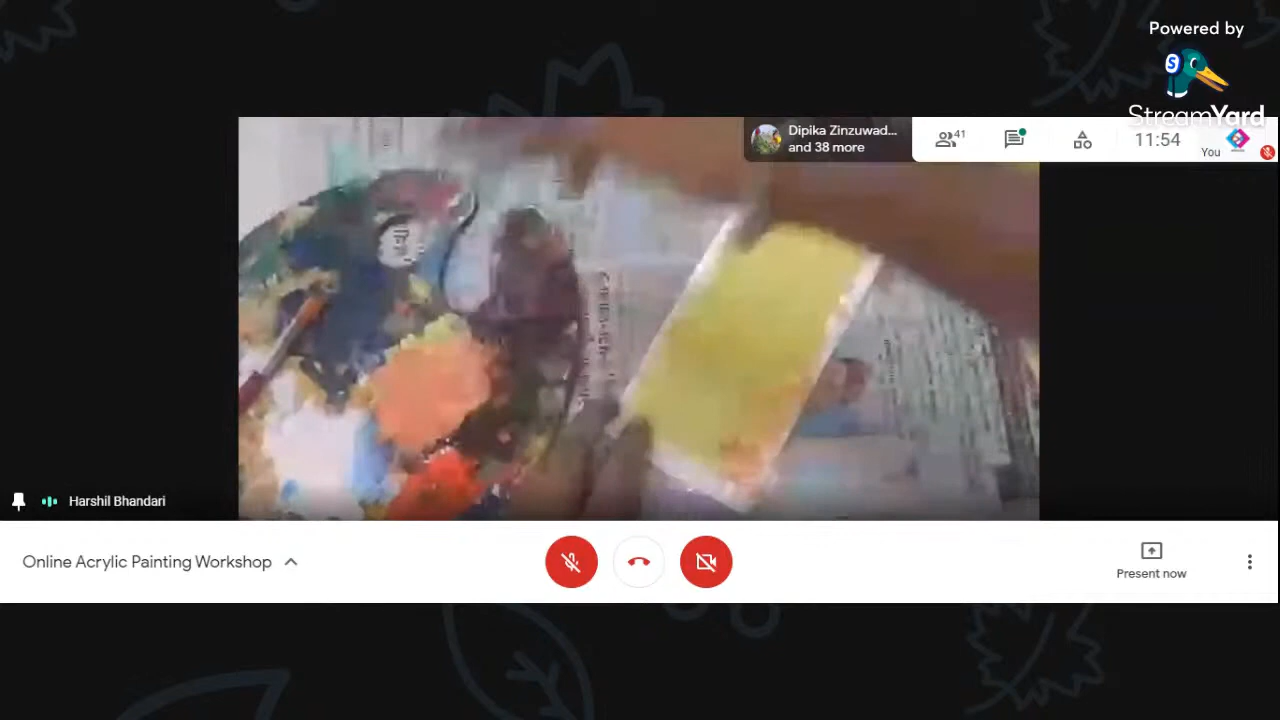 Powered by
S
StreamYard
Dipika Zinzuwad...
and 38 more
41
11:54
You
Harshil Bhandari
Online Acrylic Painting Workshop
Present now